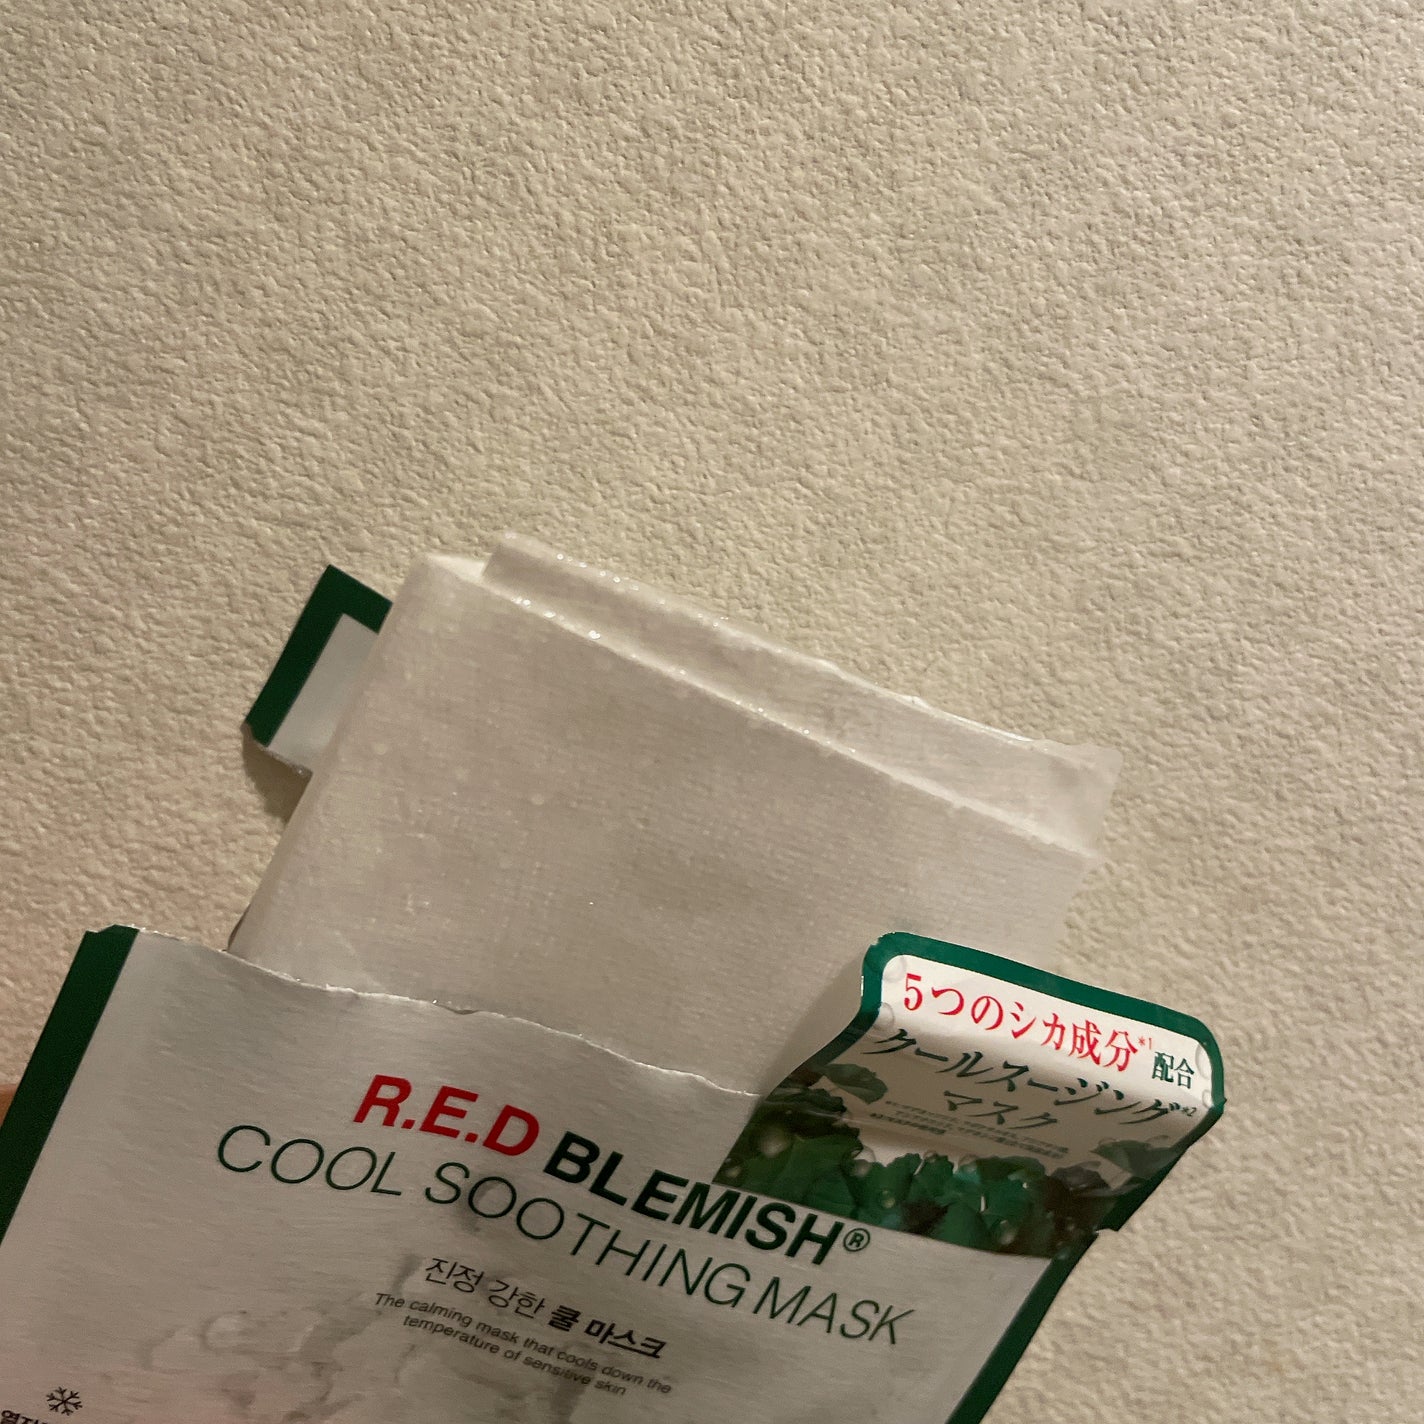 5つのシカ成分*1 配合
クールスージング*2
マスク
R.E.D BLEMISH®
COOL SOOTHING MASK
진정 강한 쿨 마스크
The calming mask that cools down the
temperature of sensitive skin